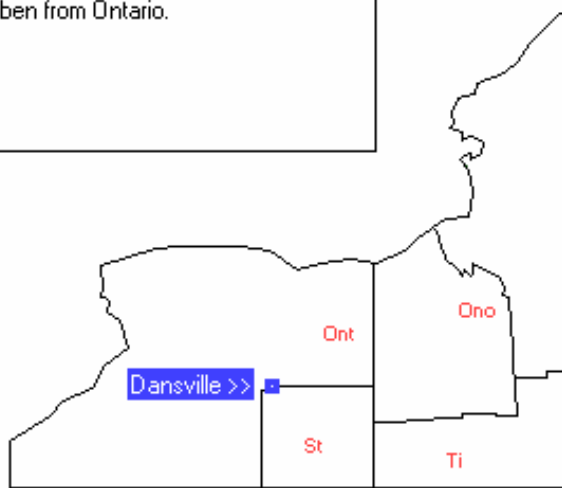 ben from Ontario.
Ono
Ont
Dansville >>
St
Ti